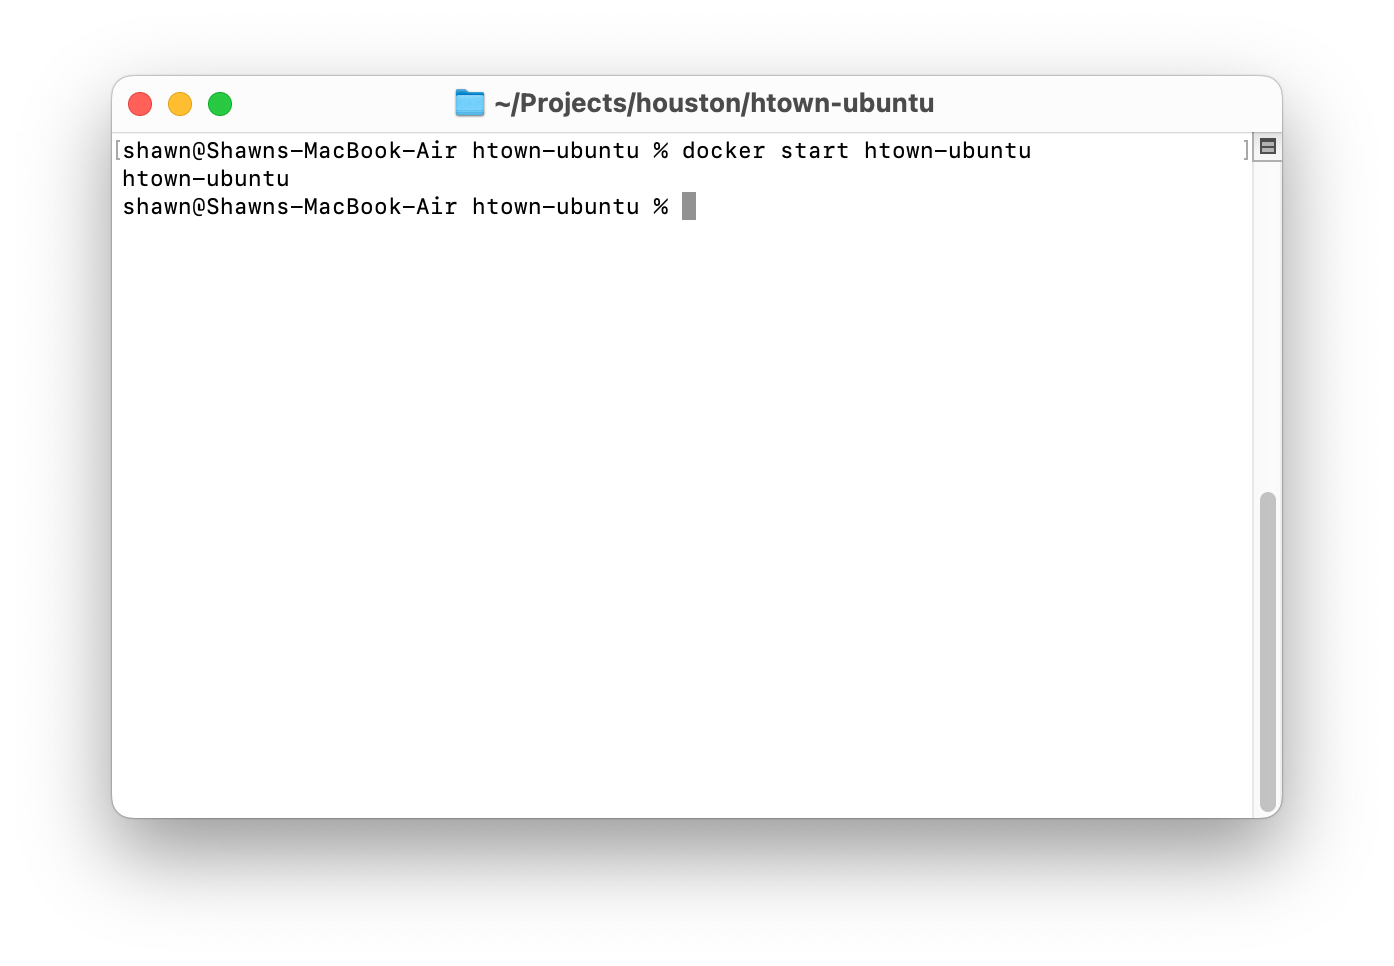 ~/Projects/houston/htown-ubuntu
[shawn@Shawns-MacBook-Air htown-ubuntu % docker start htown-ubuntu ]
htown-ubuntu
shawn@Shawns-MacBook-Air htown-ubuntu %